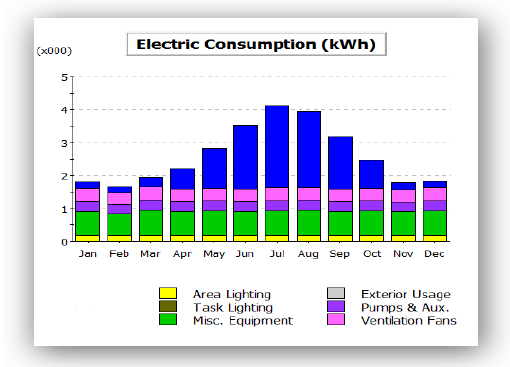 Electric Consumption (kWh)
(x000)
5
4
3
2
1
0
Jan Feb Mar Apr May Jun Jul Aug Sep Oct Nov Dec
Area Lighting Exterior Usage
Task Lighting Pumps & Aux.
Misc. Equipment Ventilation Fans